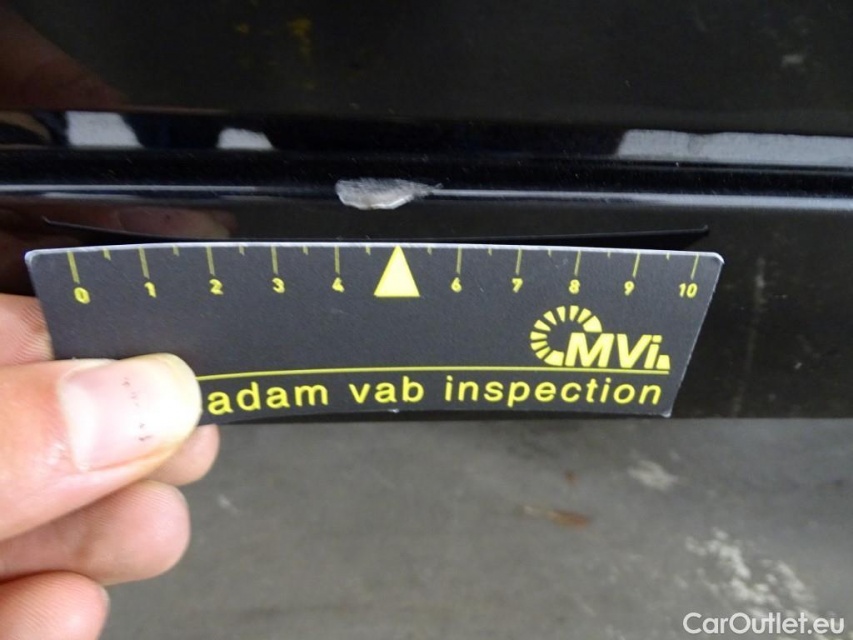 0 1 2 3 4 6 7 8 9 10
MVi
adam vab inspection
CarOutlet.eu